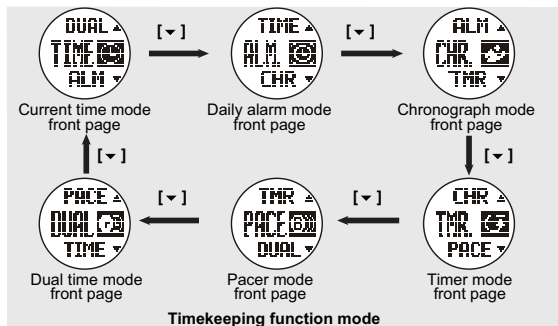 DUAL
TIME
ALM
Current time mode
front page
[ ]
TIME
ALM.
CHR
Daily alarm mode
front page
[ ]
ALM
CHR.
TMR
Chronograph mode
front page
[ ]
CHR
TMR.
PACE
Timer mode
front page
[ ]
TMR
PACE
DUAL
Pacer mode
front page
[ ]
PACE
DUAL
TIME
Dual time mode
front page
[ ]
Timekeeping function mode